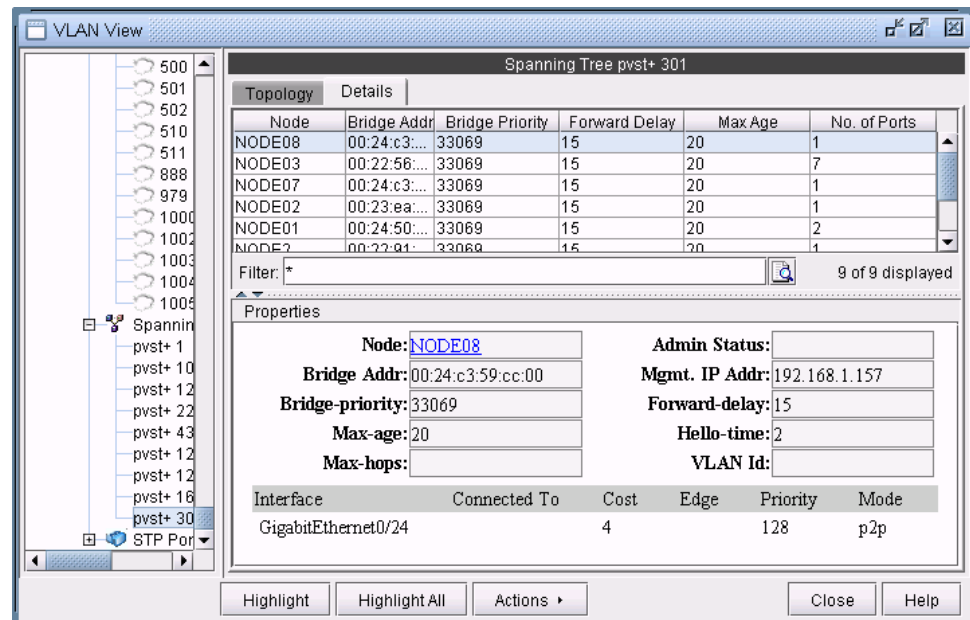 VLAN View
500
501
502
510
511
888
979
1000
1002
1003
1004
1005
Spannin
pvst+ 1
pvst+ 10
pvst+ 12
pvst+ 22
pvst+ 43
pvst+ 12
pvst+ 12
pvst+ 16
pvst+ 30
STP Por
Spanning Tree pvst+ 301
Topology Details
Node Bridge Addr Bridge Priority Forward Delay Max Age No. of Ports
NODE08 00:24:c3:... 33069 15 20 1
NODE03 00:22:56:... 33069 15 20 7
NODE07 00:24:c3:... 33069 15 20 1
NODE02 00:23:ea:... 33069 15 20 1
NODE01 00:24:50:... 33069 15 20 2
NODE2 00:22:91:... 33069 15 20 1
Filter: * 9 of 9 displayed
Properties
Node: NODE08 Admin Status:
Bridge Addr: 00:24:c3:59:cc:00 Mgmt. IP Addr: 192.168.1.157
Bridge-priority: 33069 Forward-delay: 15
Max-age: 20 Hello-time: 2
Max-hops: VLAN Id:
Interface Connected To Cost Edge Priority Mode
GigabitEthernet0/24 4 128 p2p
Highlight Highlight All Actions Close Help